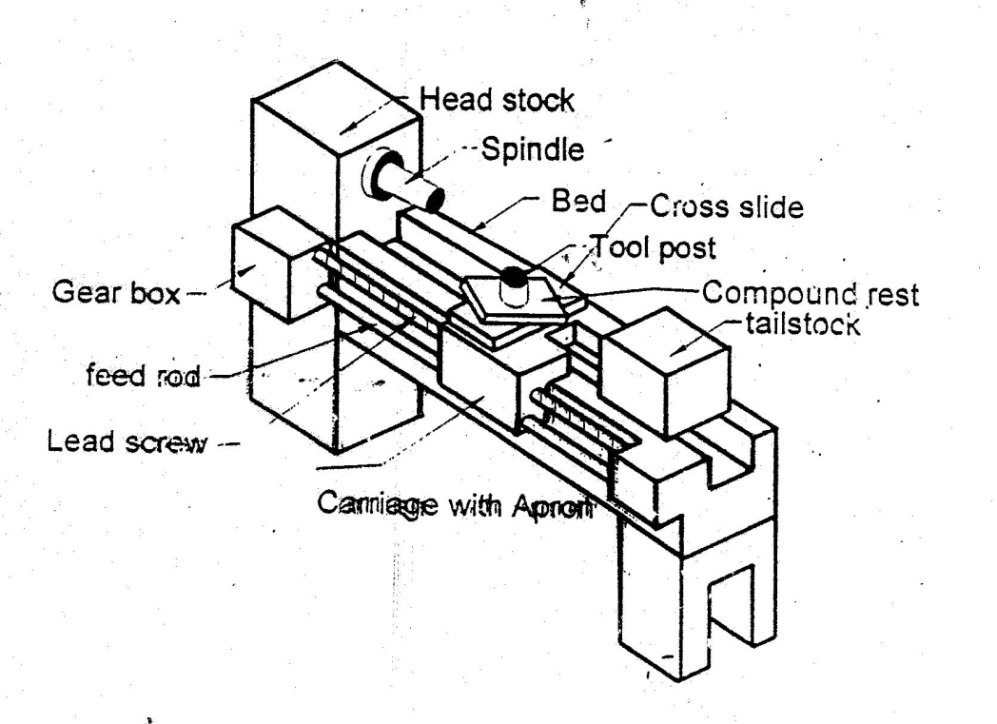 Head stock
Spindle
Bed
Cross slide
Tool post
Gear box
Compound rest
tailstock
feed rod
Lead screw
Carriage with Apron